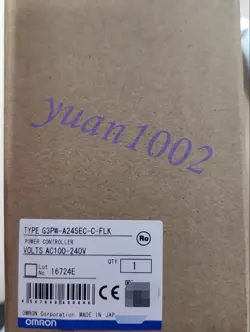 yuan1002
TYPE G3PW-A245EC-C-FLK
POWER CONTROLLER
VOLTS AC100-240V
Ro
Lot
No. 16724E
QTY
1
OMRON Corporation MADE IN JAPAN
OMRON